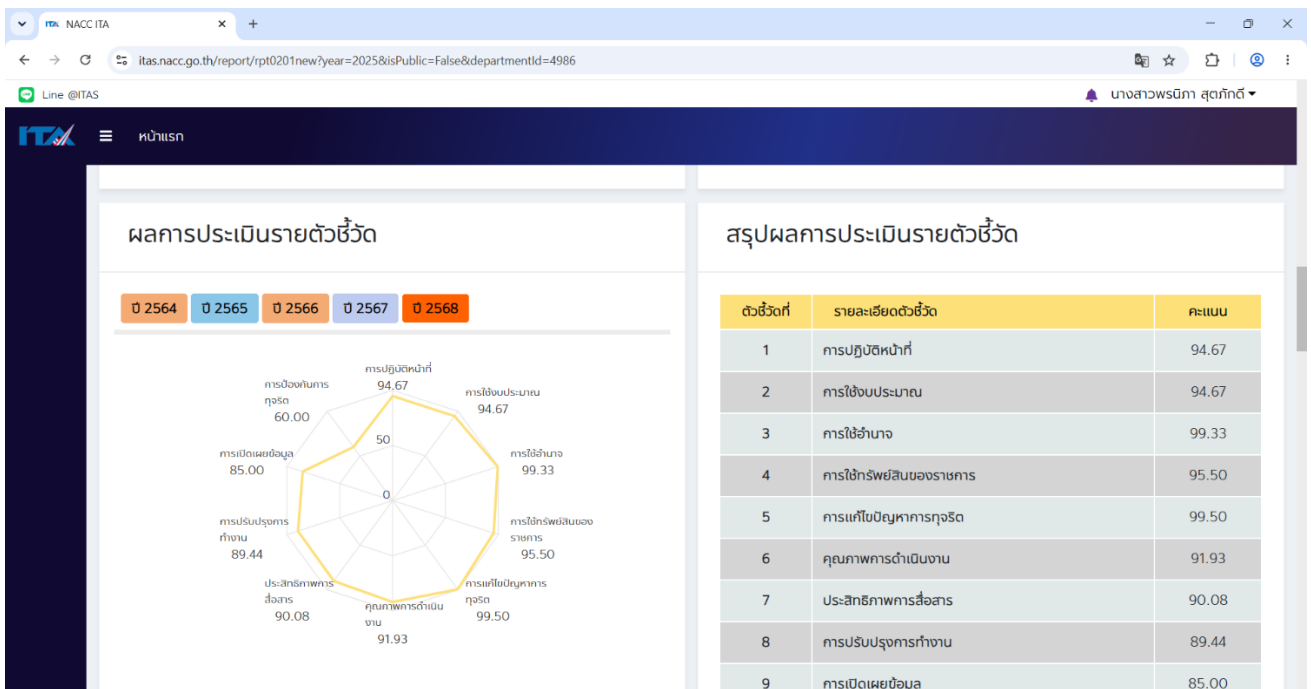 NACC ITA
itas.nacc.go.th/report/rpt0201new?year=2025&isPublic=False&departmentId=4986
Line @ITAS
นางสาวพรนิภา สุตภักดี
ITA
หน้าแรก
ผลการประเมินรายตัวชี้วัด
ปี 2564 ปี 2565 ปี 2566 ปี 2567 ปี 2568
การปฏิบัติหน้าที่
94.67
การใช้งบประมาณ
94.67
การใช้อำนาจ
99.33
การใช้ทรัพย์สินของ
ราชการ
95.50
การแก้ไขปัญหาการ
ทุจริต
99.50
คุณภาพการดำเนิน
งาน
91.93
ประสิทธิภาพการ
สื่อสาร
90.08
การปรับปรุงการ
ทำงาน
89.44
การเปิดเผยข้อมูล
85.00
การป้องกันการ
ทุจริต
60.00
50
0
สรุปผลการประเมินรายตัวชี้วัด
ตัวชี้วัดที่ รายละเอียดตัวชี้วัด คะแนน
1 การปฏิบัติหน้าที่ 94.67
2 การใช้งบประมาณ 94.67
3 การใช้อำนาจ 99.33
4 การใช้ทรัพย์สินของราชการ 95.50
5 การแก้ไขปัญหาการทุจริต 99.50
6 คุณภาพการดำเนินงาน 91.93
7 ประสิทธิภาพการสื่อสาร 90.08
8 การปรับปรุงการทำงาน 89.44
9 การเปิดเผยข้อมูล 85.00